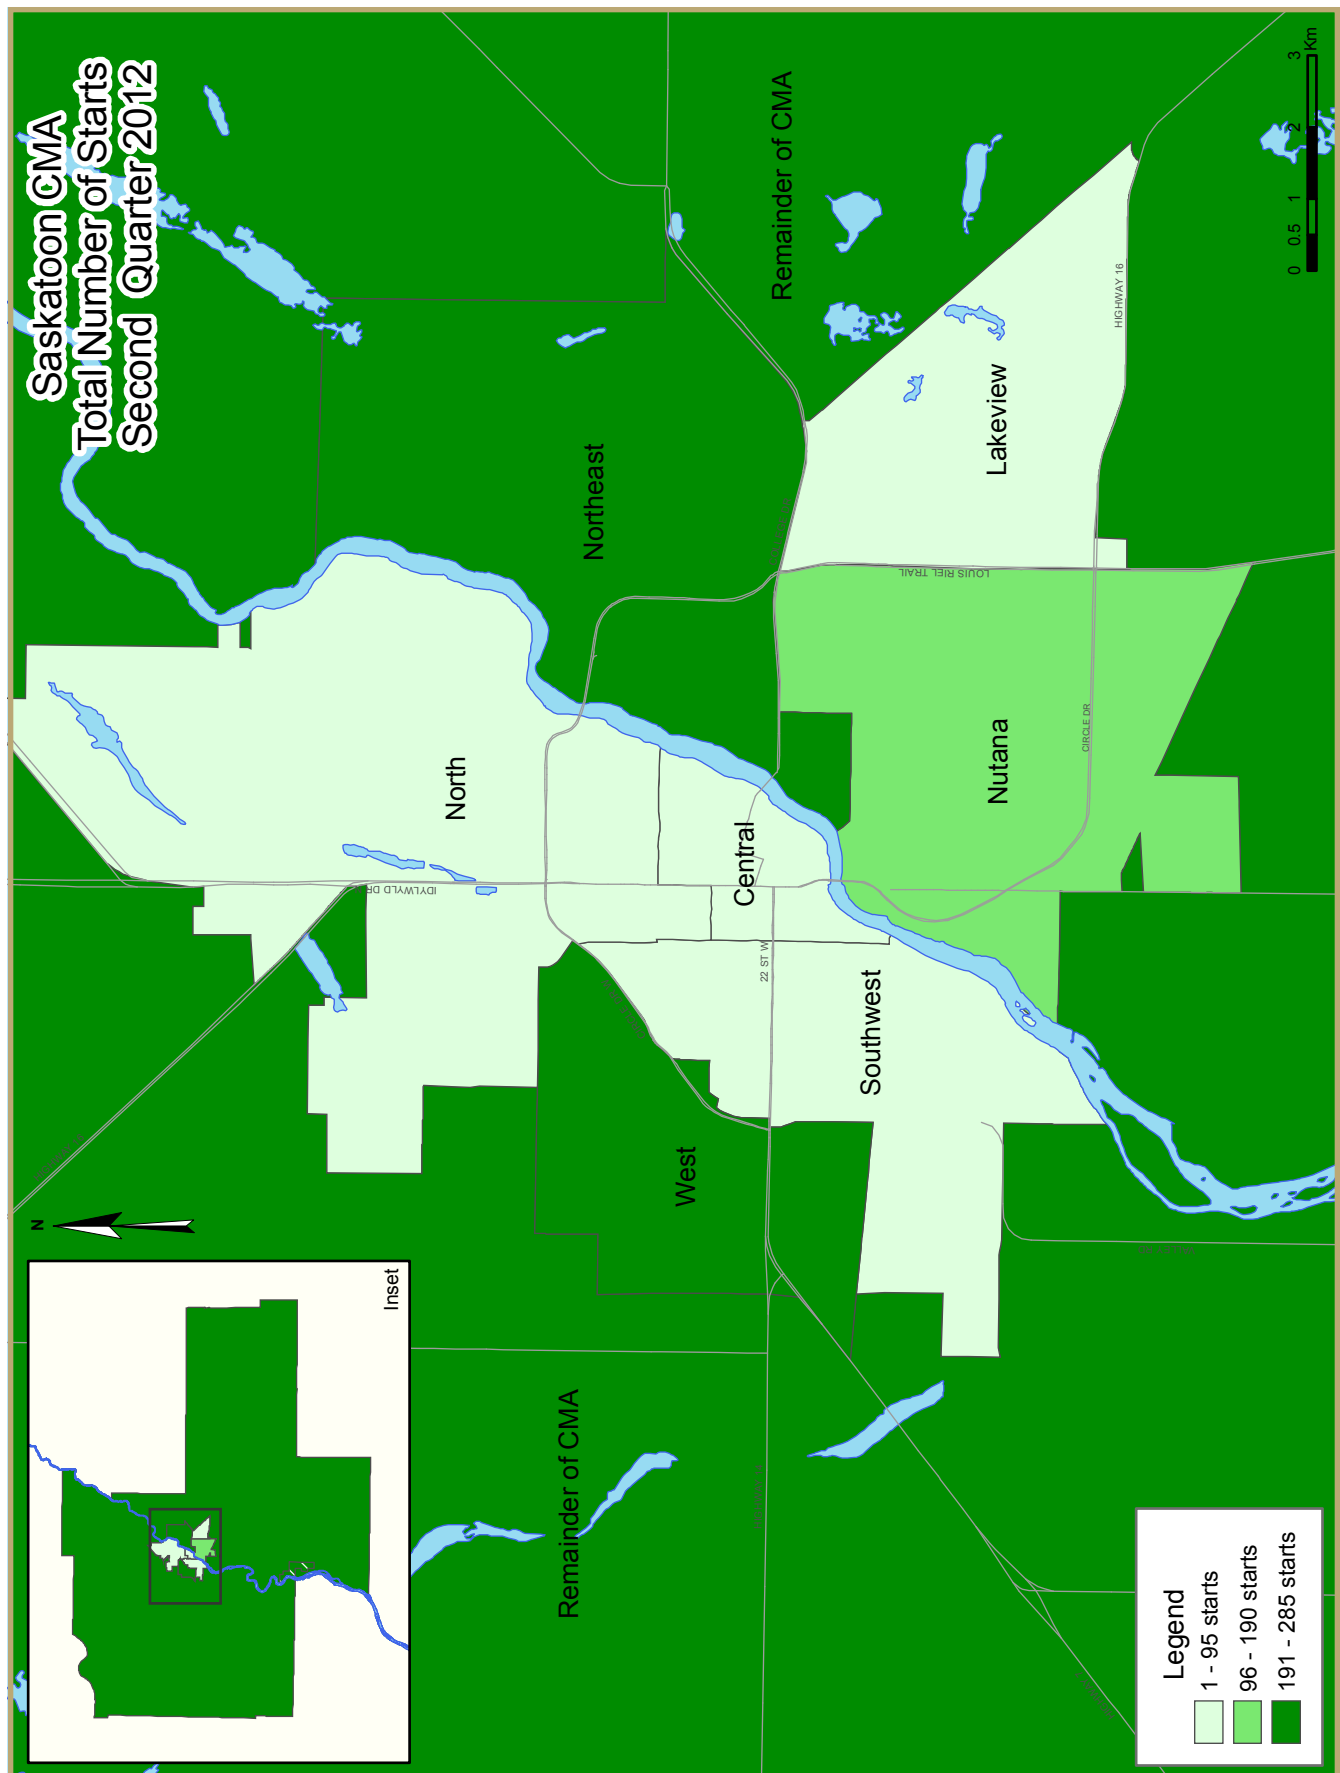 Saskatoon CMA
Total Number of Starts
Second Quarter 2012
N
Inset
North
Northeast
Remainder of CMA
IDYLWYLD DR
Central
West
22 ST W
Southwest
Lakeview
LOUIS RIEL TRAIL
Nutana
CIRCLE DR
HIGHWAY 16
Remainder of CMA
Legend
1 - 95 starts
96 - 190 starts
191 - 285 starts
0 0.5 1 2 3
Km